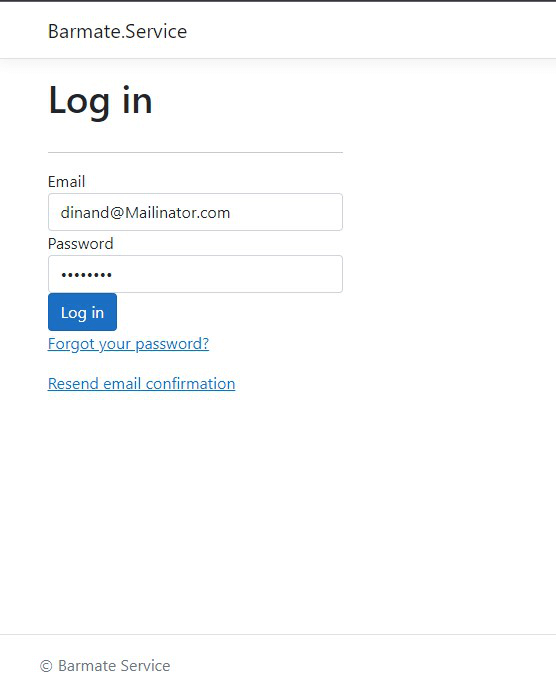 Barmate.Service
Log in
Email
dinand@Mailinator.com
Password
••••••••
Log in
Forgot your password?
Resend email confirmation
© Barmate Service